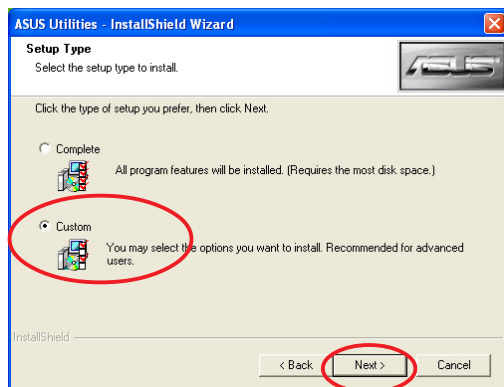 ASUS Utilities - InstallShield Wizard
Setup Type
Select the setup type to install.
ASUS
Click the type of setup you prefer, then click Next.
Complete
All program features will be installed. (Requires the most disk space.)
Custom
You may select the options you want to install. Recommended for advanced
users.
InstallShield
< Back
Next >
Cancel